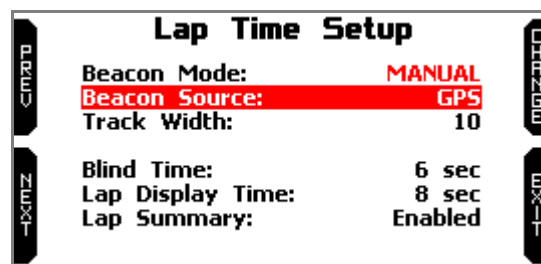 Lap Time Setup
PREV
CHANGE
Beacon Mode: MANUAL
Beacon Source: GPS
Track Width: 10
NEXT
EXIT
Blind Time: 6 sec
Lap Display Time: 8 sec
Lap Summary: Enabled